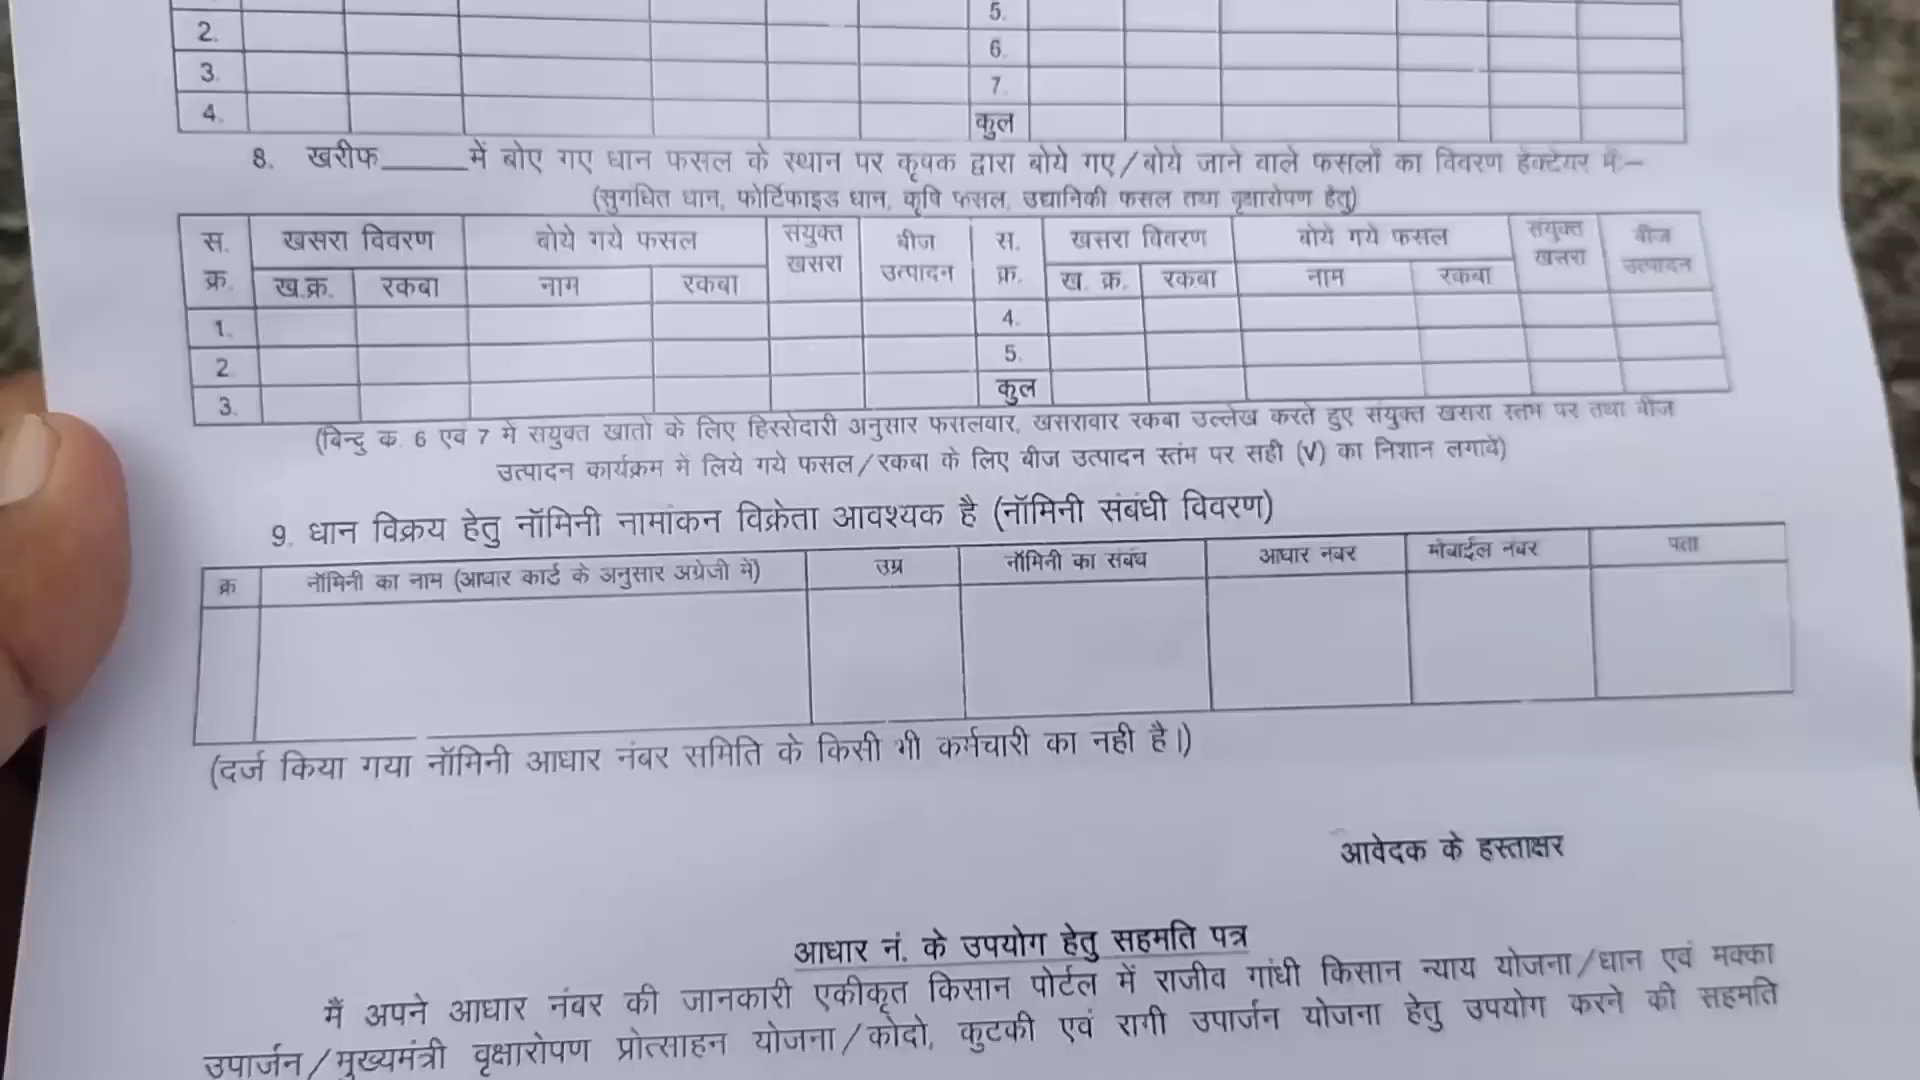 5.
2.
6.
3.
7.
4.
कुल
8. खरीफ_____में बोए गए धान फसल के स्थान पर कृषक द्वारा बोये गए/बोये जाने वाले फसलों का विवरण हेक्टेयर में:–
(सुगंधित धान, फोर्टिफाइड धान, कृषि फसल, उद्यानिकी फसल तथा वृक्षारोपण हेतु)
स. क्र. खसरा विवरण बोये गये फसल संयुक्त खसरा बीज उत्पादन स. क्र. खसरा विवरण बोये गये फसल संयुक्त खसरा बीज उत्पादन
ख.क्र. रकबा नाम रकबा ख. क्र. रकबा नाम रकबा
1. 4.
2 5.
3. कुल
(बिन्दु क. 6 एवं 7 में संयुक्त खातों के लिए हिस्सेदारी अनुसार फसलवार, खसरावार रकबा उल्लेख करते हुए संयुक्त खसरा स्तंभ पर तथा बीज
उत्पादन कार्यक्रम में लिये गये फसल/रकबा के लिए बीज उत्पादन स्तंभ पर सही (√) का निशान लगावें)
9. धान विक्रय हेतु नॉमिनी नामांकन विक्रेता आवश्यक है (नॉमिनी संबंधी विवरण)
क्र नॉमिनी का नाम (आधार कार्ड के अनुसार अंग्रेजी में) उम्र नॉमिनी का संबंध आधार नंबर मोबाईल नंबर पता
(दर्ज किया गया नॉमिनी आधार नंबर समिति के किसी भी कर्मचारी का नही है।)
आवेदक के हस्ताक्षर
आधार नं. के उपयोग हेतु सहमति पत्र
मैं अपने आधार नंबर की जानकारी एकीकृत किसान पोर्टल में राजीव गांधी किसान न्याय योजना/धान एवं मक्का
उपार्जन/मुख्यमंत्री वृक्षारोपण प्रोत्साहन योजना/कोदो, कुटकी एवं रागी उपार्जन योजना हेतु उपयोग करने की सहमति